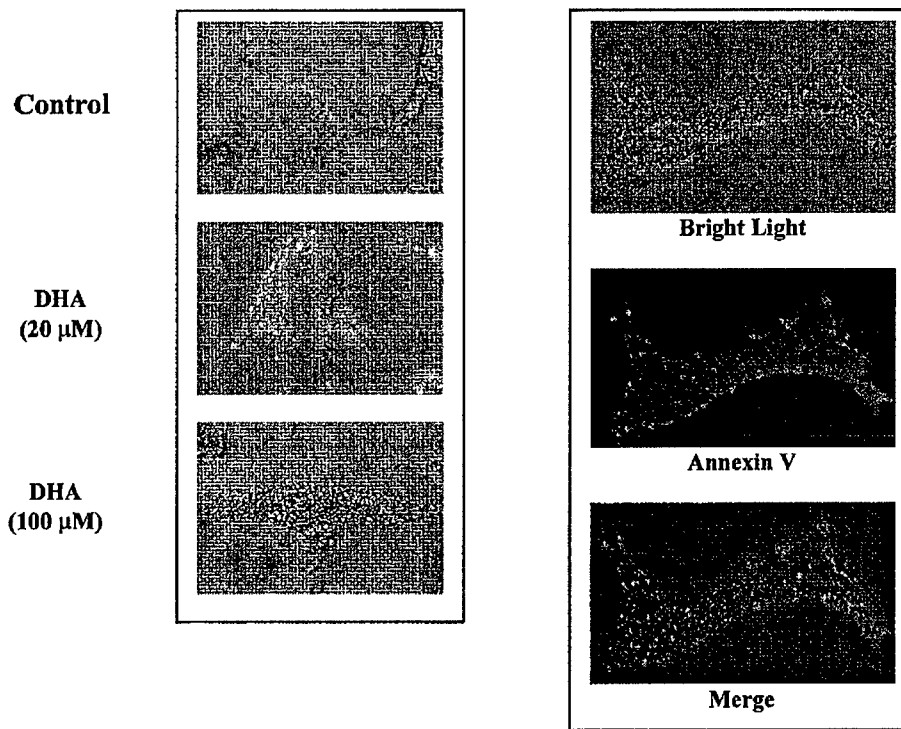 Control
DHA
(20 µM)
DHA
(100 µM)
Bright Light
Annexin V
Merge